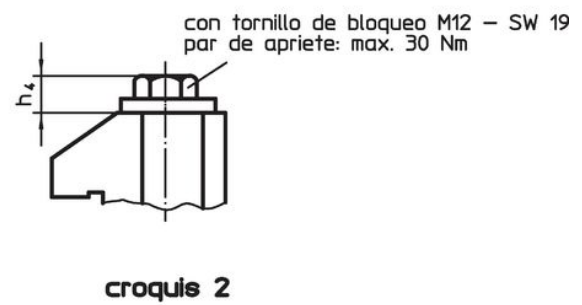 con tornillo de bloqueo M12 – SW 19
par de apriete: max. 30 Nm
h4
croquis 2